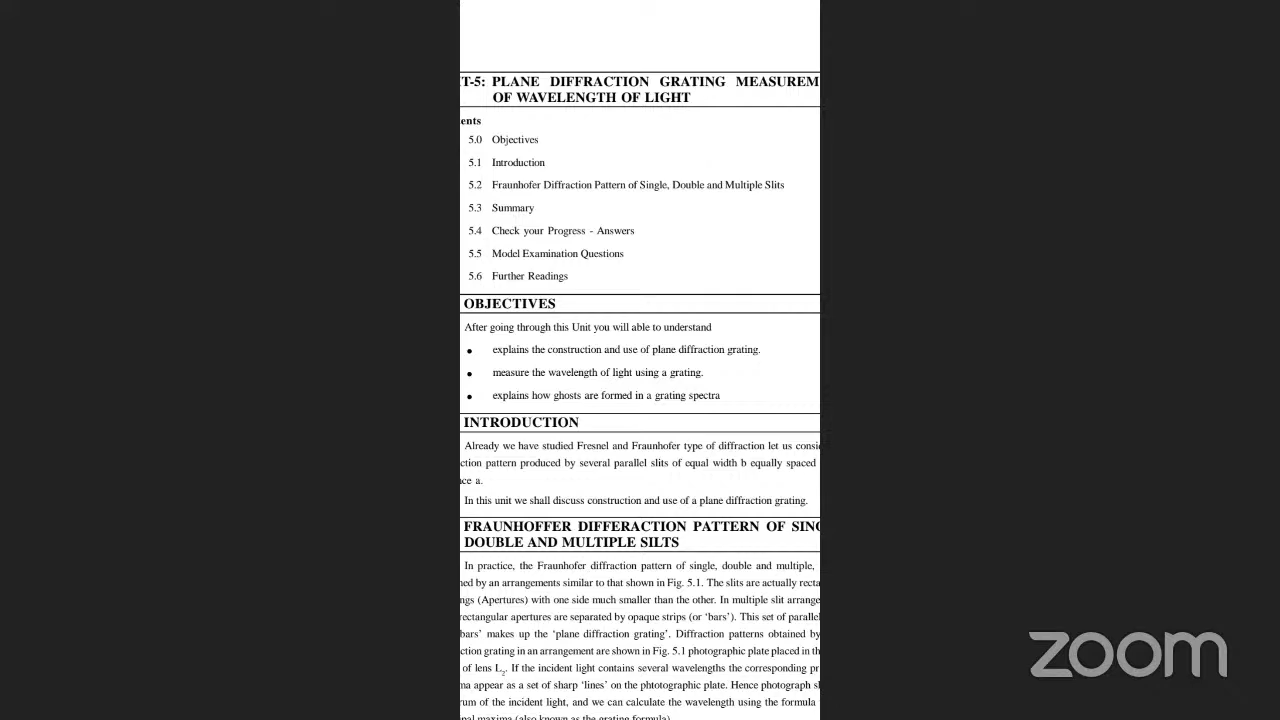 T-5: PLANE DIFFRACTION GRATING MEASUREM
OF WAVELENGTH OF LIGHT
ents
5.0 Objectives
5.1 Introduction
5.2 Fraunhofer Diffraction Pattern of Single, Double and Multiple Slits
5.3 Summary
5.4 Check your Progress - Answers
5.5 Model Examination Questions
5.6 Further Readings
OBJECTIVES
After going through this Unit you will able to understand
• explains the construction and use of plane diffraction grating.
• measure the wavelength of light using a grating.
• explains how ghosts are formed in a grating spectra
INTRODUCTION
Already we have studied Fresnel and Fraunhofer type of diffraction let us consi
ction pattern produced by several parallel slits of equal width b equally spaced
ce a.
In this unit we shall discuss construction and use of a plane diffraction grating.
FRAUNHOFFER DIFFERACTION PATTERN OF SING
DOUBLE AND MULTIPLE SILTS
In practice, the Fraunhofer diffraction pattern of single, double and multiple,
ned by an arrangements similar to that shown in Fig. 5.1. The slits are actually recta
ngs (Apertures) with one side much smaller than the other. In multiple slit arrange
rectangular apertures are separated by opaque strips (or ‘bars’). This set of parallel
bars’ makes up the ‘plane diffraction grating’. Diffraction patterns obtained by
ction grating in an arrangement are shown in Fig. 5.1 photographic plate placed in th
of lens L2. If the incident light contains several wavelengths the corresponding pr
ma appear as a set of sharp ‘lines’ on the phtotographic plate. Hence photograph sl
rum of the incident light, and we can calculate the wavelength using the formula
pal maxima (also known as the grating formula)
zoom